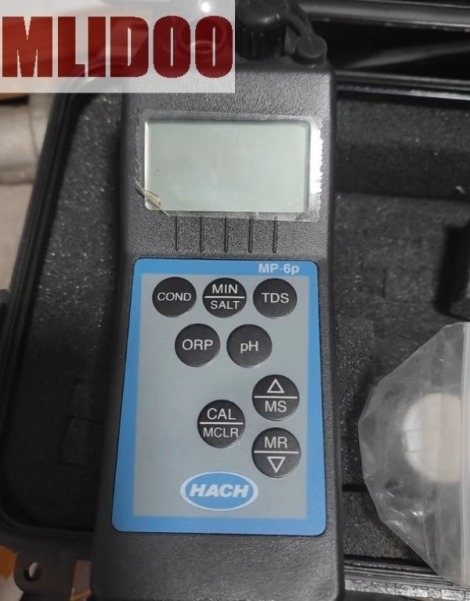 MLIDOO
MP-6p
COND
MIN
SALT
TDS
ORP
pH
△
MS
CAL
MCLR
MR
▽
HACH